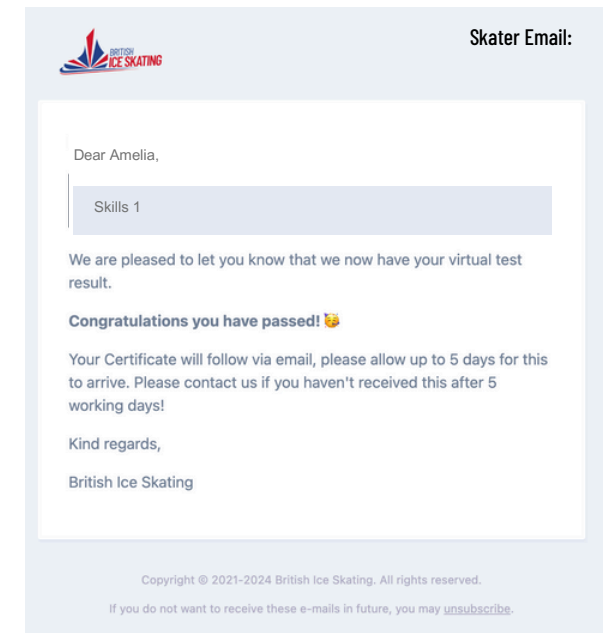 Skater Email:
BRITISH
ICE SKATING
Dear Amelia,
Skills 1
We are pleased to let you know that we now have your virtual test
result.
Congratulations you have passed! 🥳
Your Certificate will follow via email, please allow up to 5 days for this
to arrive. Please contact us if you haven't received this after 5
working days!
Kind regards,
British Ice Skating
Copyright © 2021-2024 British Ice Skating. All rights reserved.
If you do not want to receive these e-mails in future, you may unsubscribe.